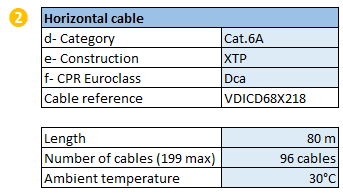 2 Horizontal cable
d- Category Cat.6A
e- Construction XTP
f- CPR Euroclass Dca
Cable reference VDICD68X218
Length 80 m
Number of cables (199 max) 96 cables
Ambient temperature 30°C